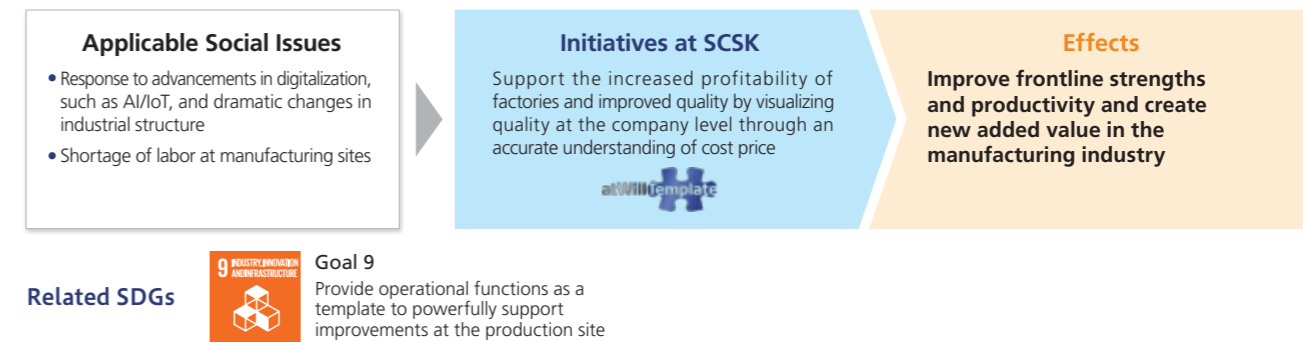 Applicable Social Issues
• Response to advancements in digitalization,
such as AI/IoT, and dramatic changes in
industrial structure
• Shortage of labor at manufacturing sites
Initiatives at SCSK
Support the increased profitability of
factories and improved quality by visualizing
quality at the company level through an
accurate understanding of cost price
atWill Template
Effects
Improve frontline strengths
and productivity and create
new added value in the
manufacturing industry
Related SDGs
9 INDUSTRY, INNOVATION
AND INFRASTRUCTURE
Goal 9
Provide operational functions as a
template to powerfully support
improvements at the production site